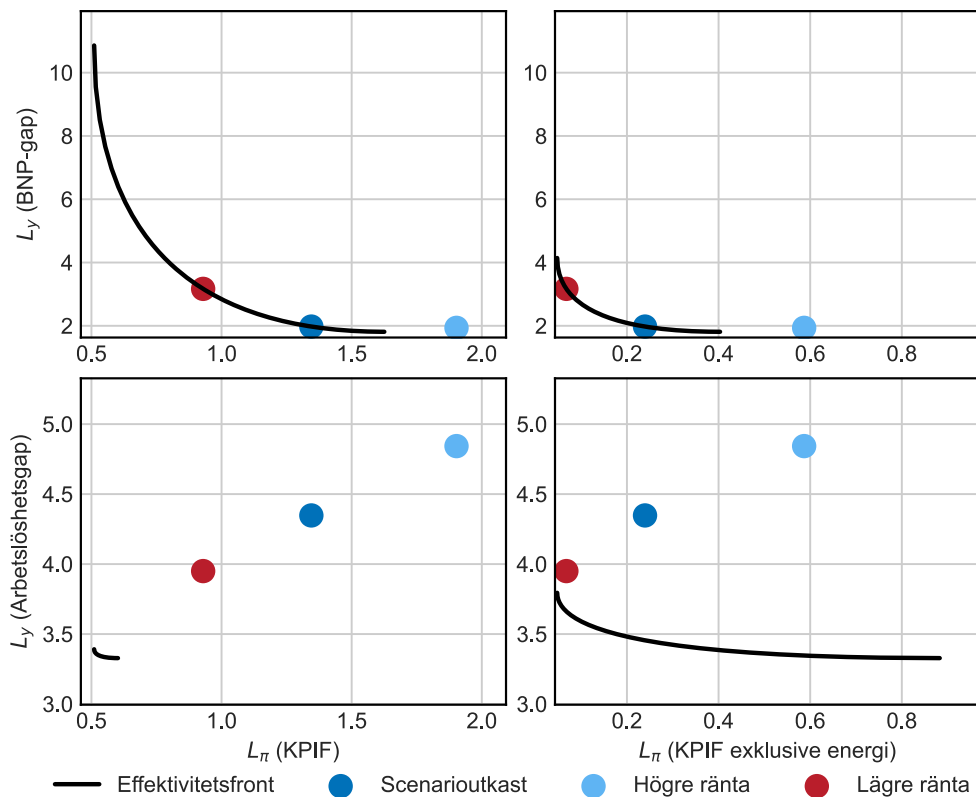 10
8
6
4
2
L_y (BNP-gap)
0.5 1.0 1.5 2.0
10
8
6
4
2
0.2 0.4 0.6 0.8
5.0
4.5
4.0
3.5
3.0
L_y (Arbetslöshetsgap)
0.5 1.0 1.5 2.0
L_π (KPIF)
5.0
4.5
4.0
3.5
3.0
0.2 0.4 0.6 0.8
L_π (KPIF exklusive energi)
Effektivitetsfront Scenarioutkast Högre ränta Lägre ränta